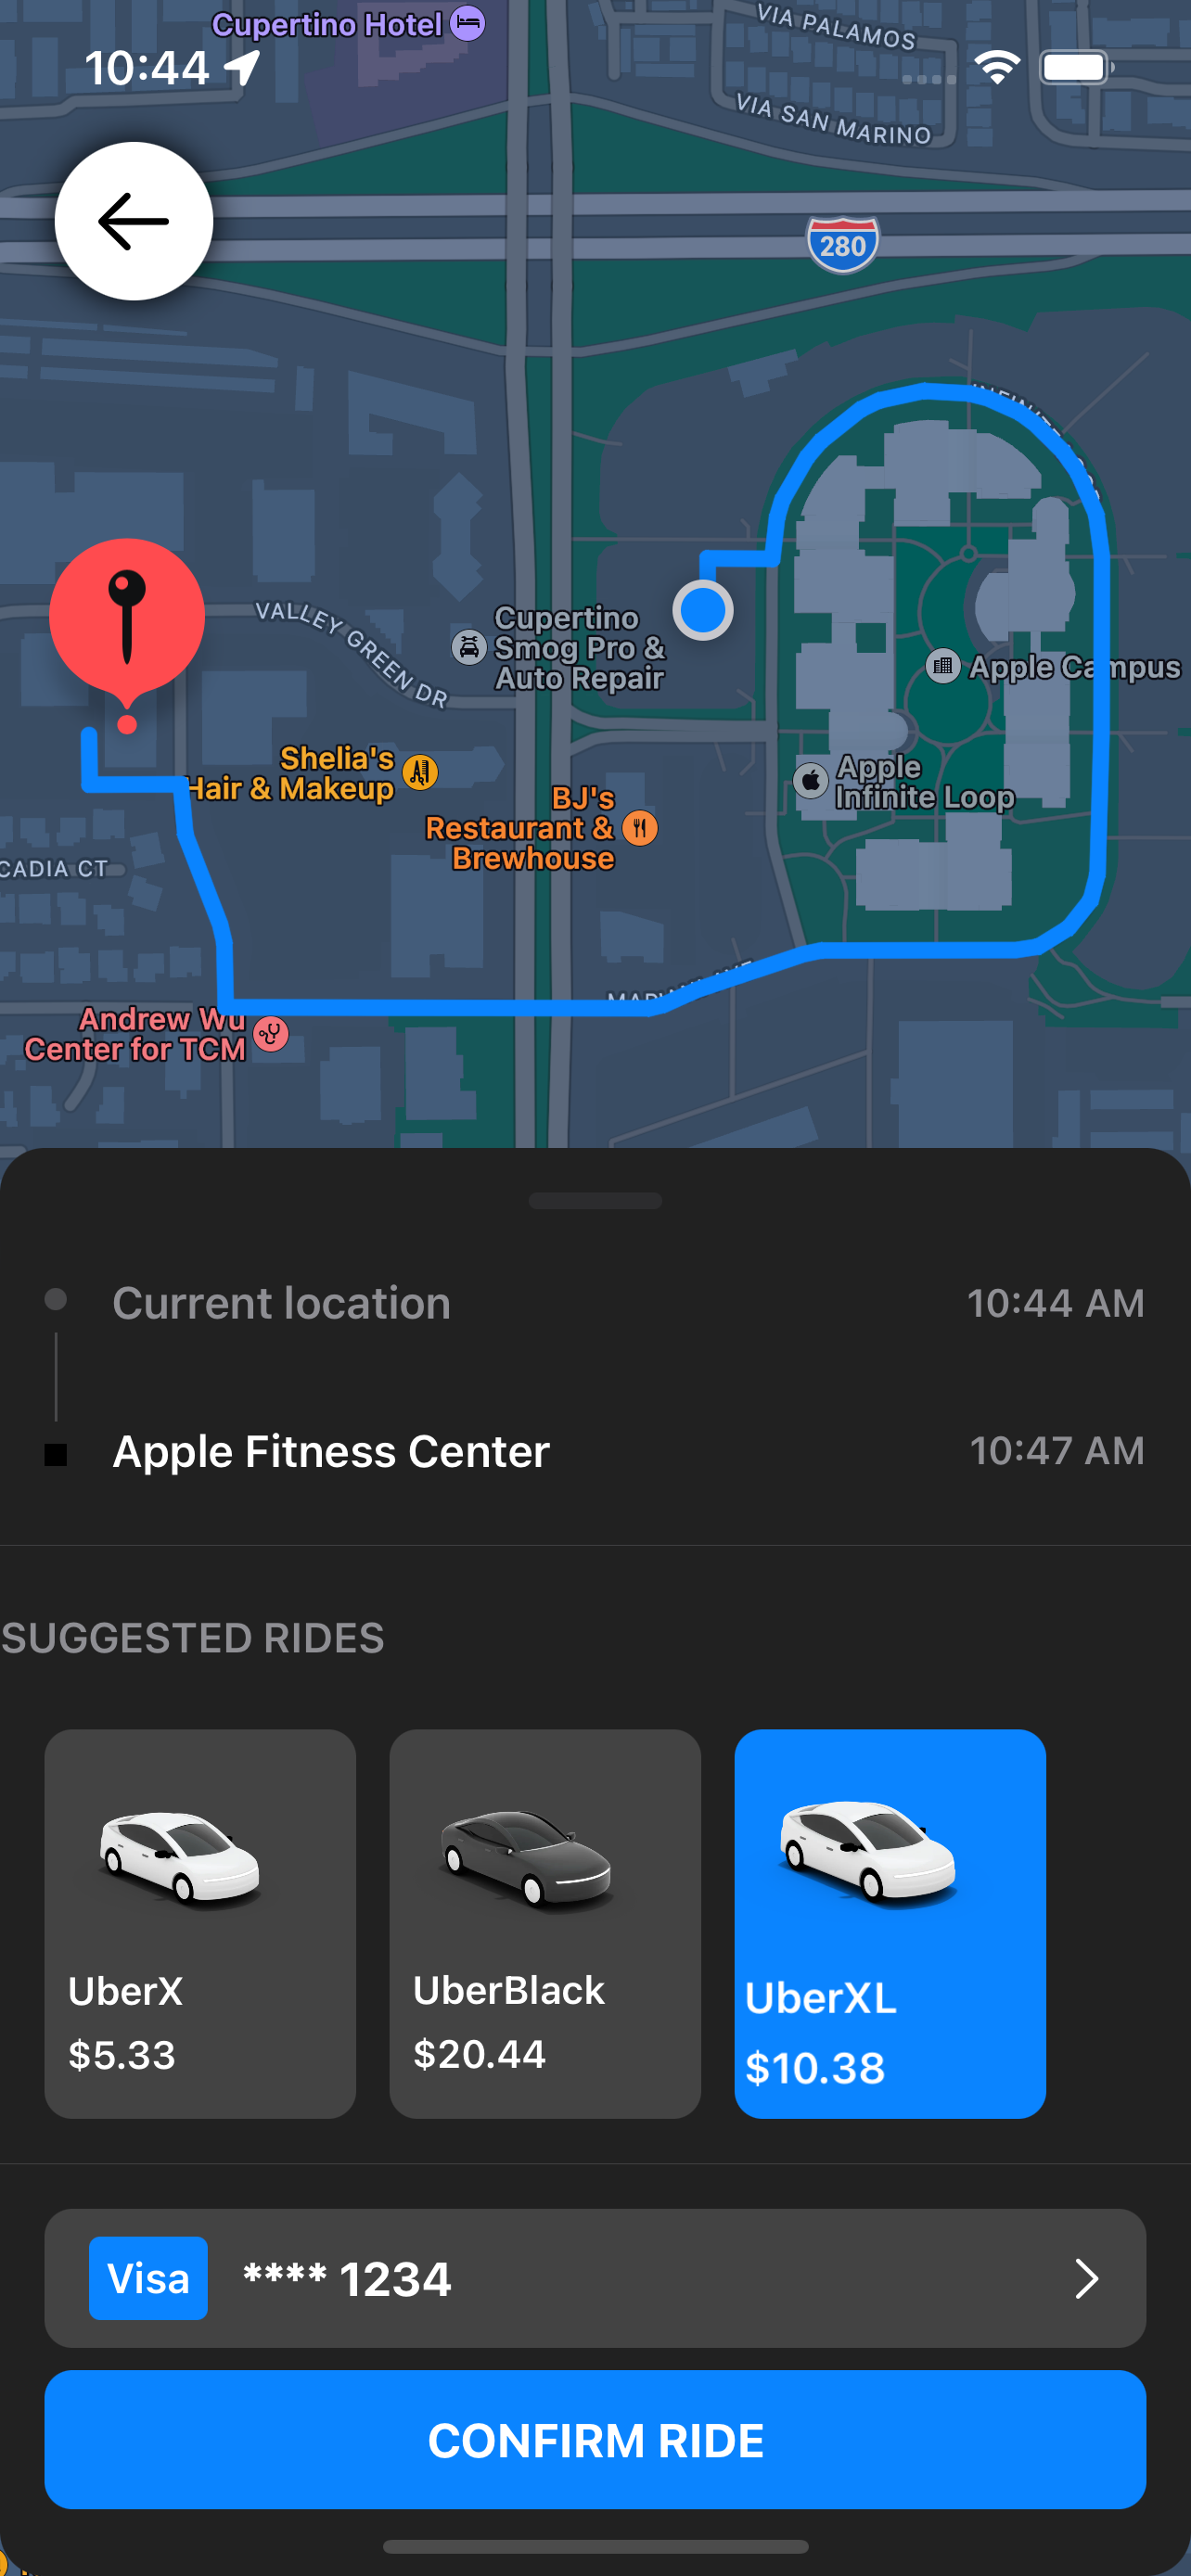 Cupertino Hotel
VIA PALAMOS
10:44
VIA SAN MARINO
280
VALLEY GREEN DR
Cupertino
Smog Pro &
Auto Repair
Apple Campus
Shelia's
Hair & Makeup
Apple
Infinite Loop
BJ's
Restaurant &
Brewhouse
CADIA CT
Andrew Wu
Center for TCM
Current location
10:44 AM
Apple Fitness Center
10:47 AM
SUGGESTED RIDES
UberX
$5.33
UberBlack
$20.44
UberXL
$10.38
Visa
**** 1234
CONFIRM RIDE